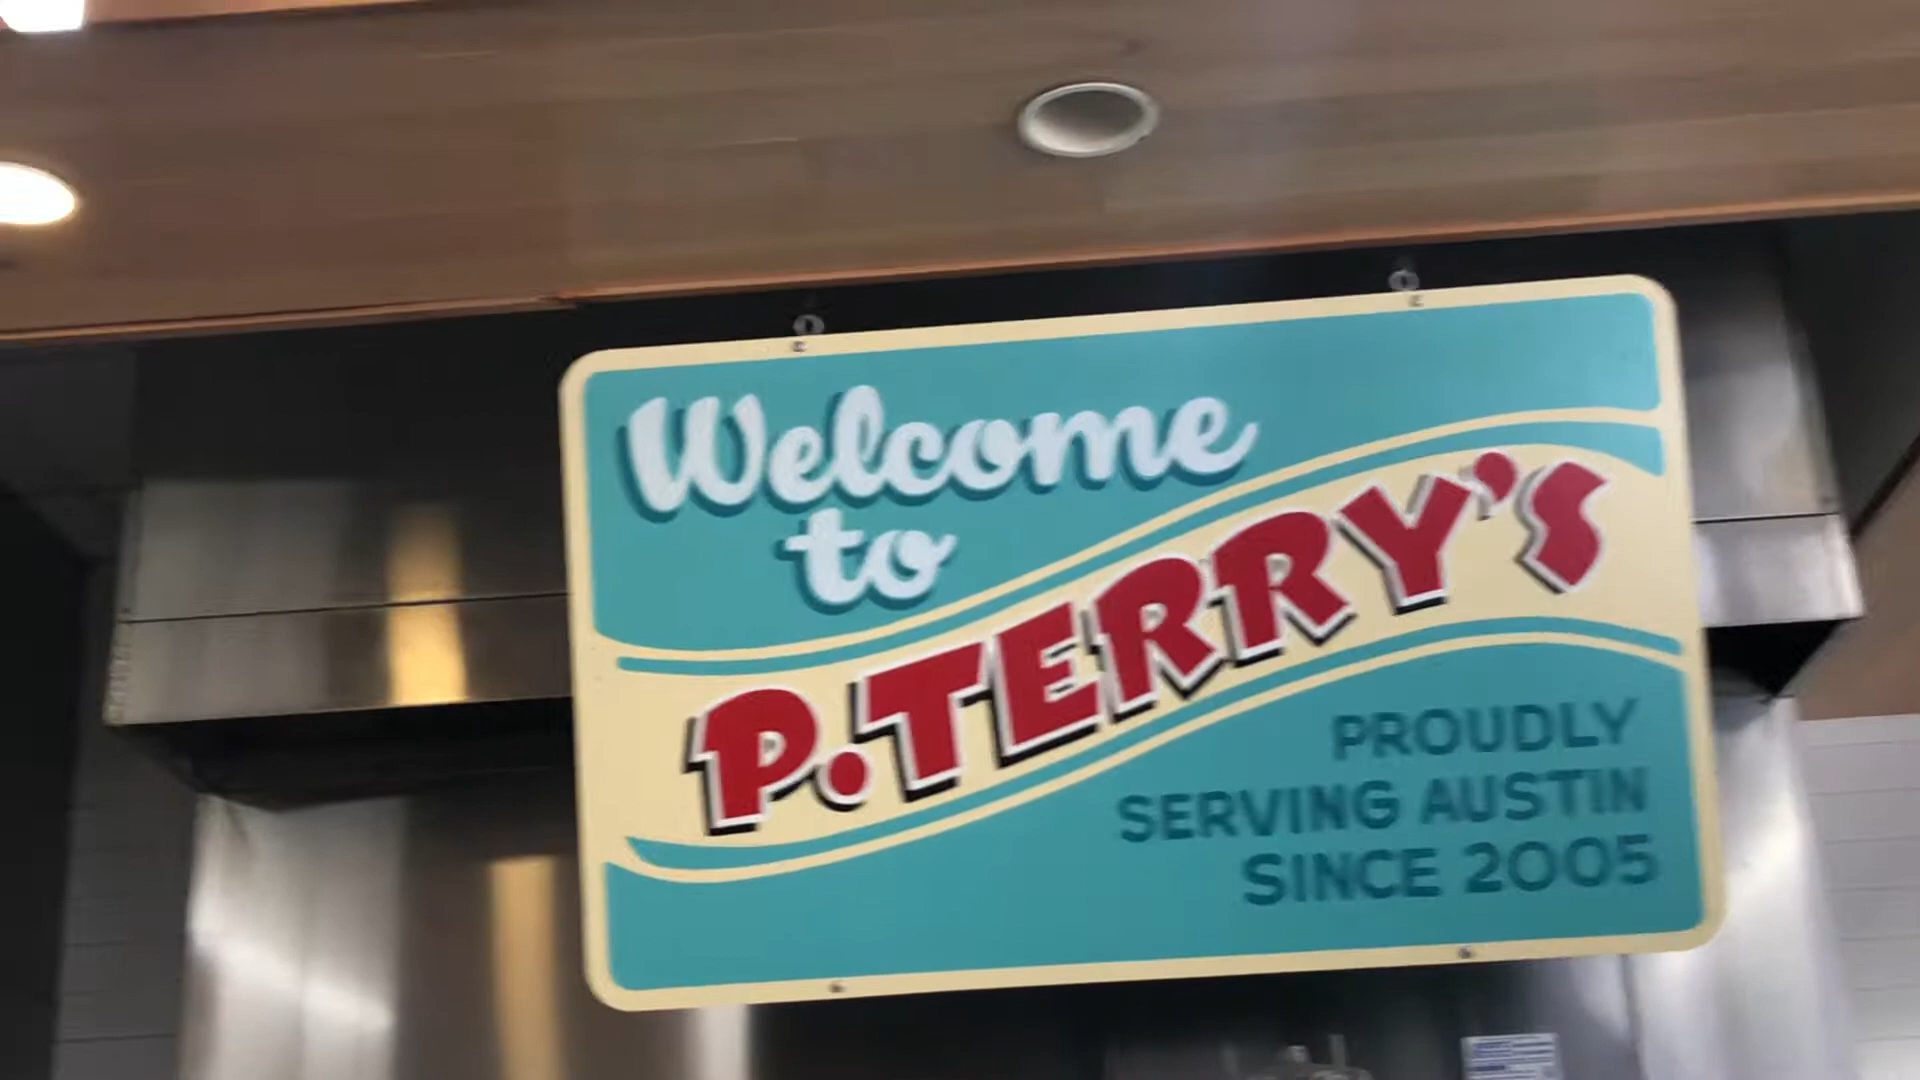 Welcome
to
P.TERRY'S
PROUDLY
SERVING AUSTIN
SINCE 2005